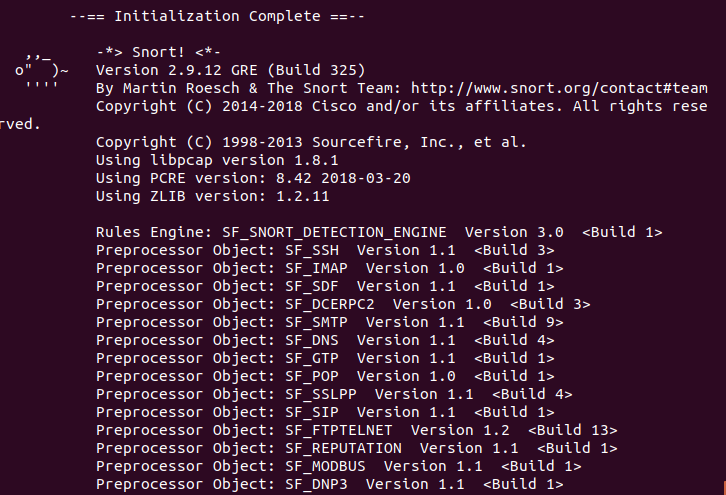 --== Initialization Complete ==--
,,_     -*> Snort! <*-
o"  )~   Version 2.9.12 GRE (Build 325)
''''    By Martin Roesch & The Snort Team: http://www.snort.org/contact#team
Copyright (C) 2014-2018 Cisco and/or its affiliates. All rights rese
rved.
Copyright (C) 1998-2013 Sourcefire, Inc., et al.
Using libpcap version 1.8.1
Using PCRE version: 8.42 2018-03-20
Using ZLIB version: 1.2.11
Rules Engine: SF_SNORT_DETECTION_ENGINE  Version 3.0  <Build 1>
Preprocessor Object: SF_SSH  Version 1.1  <Build 3>
Preprocessor Object: SF_IMAP  Version 1.0  <Build 1>
Preprocessor Object: SF_SDF  Version 1.1  <Build 1>
Preprocessor Object: SF_DCERPC2  Version 1.0  <Build 3>
Preprocessor Object: SF_SMTP  Version 1.1  <Build 9>
Preprocessor Object: SF_DNS  Version 1.1  <Build 4>
Preprocessor Object: SF_GTP  Version 1.1  <Build 1>
Preprocessor Object: SF_POP  Version 1.0  <Build 1>
Preprocessor Object: SF_SSLPP  Version 1.1  <Build 4>
Preprocessor Object: SF_SIP  Version 1.1  <Build 1>
Preprocessor Object: SF_FTPTELNET  Version 1.2  <Build 13>
Preprocessor Object: SF_REPUTATION  Version 1.1  <Build 1>
Preprocessor Object: SF_MODBUS  Version 1.1  <Build 1>
Preprocessor Object: SF_DNP3  Version 1.1  <Build 1>